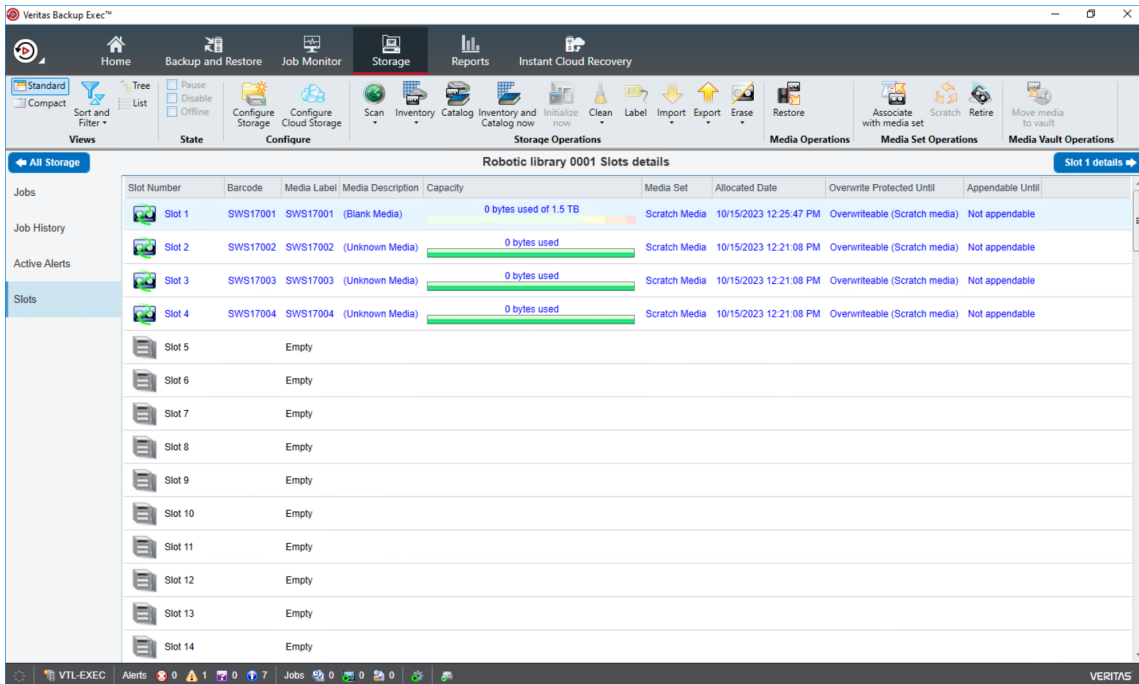 Veritas Backup Exec™
Home Backup and Restore Job Monitor Storage Reports Instant Cloud Recovery
Standard
Compact
Sort and Filter
Tree
List
Views
Pause
Disable
Offline
State
Configure Storage
Configure Cloud Storage
Configure
Scan Inventory Catalog Inventory and Catalog now Initialize now Clean Label Import Export Erase
Storage Operations
Restore
Media Operations
Associate with media set Scratch Retire
Media Set Operations
Move media to vault
Media Vault Operations
All Storage
Robotic library 0001 Slots details
Slot 1 details
Jobs
Job History
Active Alerts
Slots
Slot Number Barcode Media Label Media Description Capacity Media Set Allocated Date Overwrite Protected Until Appendable Until
Slot 1 SWS17001 SWS17001 (Blank Media) 0 bytes used of 1.5 TB Scratch Media 10/15/2023 12:25:47 PM Overwriteable (Scratch media) Not appendable
Slot 2 SWS17002 SWS17002 (Unknown Media) 0 bytes used Scratch Media 10/15/2023 12:21:08 PM Overwriteable (Scratch media) Not appendable
Slot 3 SWS17003 SWS17003 (Unknown Media) 0 bytes used Scratch Media 10/15/2023 12:21:08 PM Overwriteable (Scratch media) Not appendable
Slot 4 SWS17004 SWS17004 (Unknown Media) 0 bytes used Scratch Media 10/15/2023 12:21:08 PM Overwriteable (Scratch media) Not appendable
Slot 5 Empty
Slot 6 Empty
Slot 7 Empty
Slot 8 Empty
Slot 9 Empty
Slot 10 Empty
Slot 11 Empty
Slot 12 Empty
Slot 13 Empty
Slot 14 Empty
VTL-EXEC Alerts 0 1 0 7 Jobs 0 0 0 VERITAS